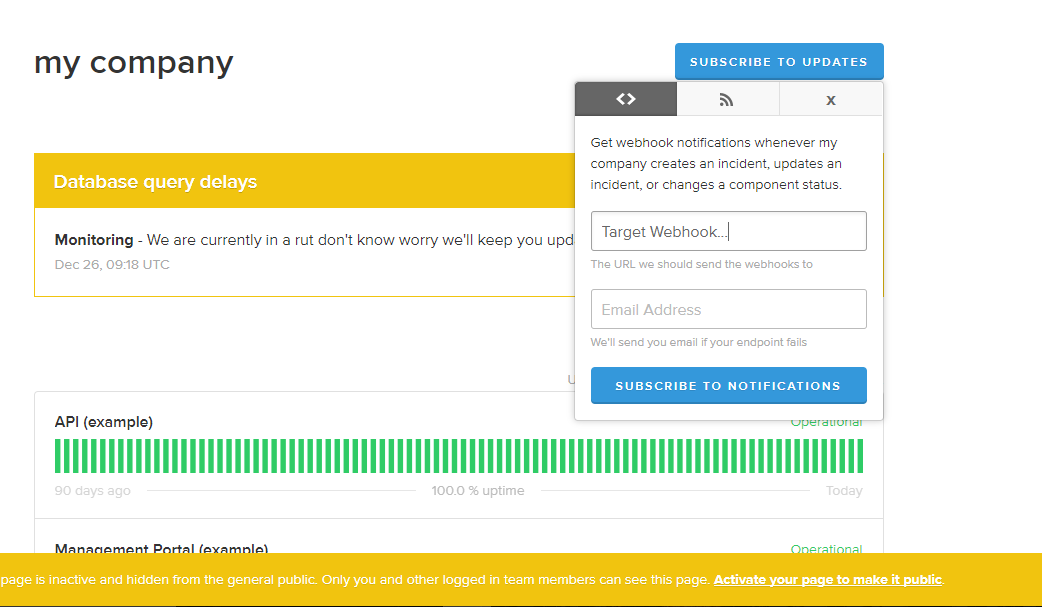 my company
SUBSCRIBE TO UPDATES
x
Get webhook notifications whenever my
company creates an incident, updates an
incident, or changes a component status.
Target Webhook...
The URL we should send the webhooks to
Email Address
We'll send you email if your endpoint fails
SUBSCRIBE TO NOTIFICATIONS
Database query delays
Monitoring - We are currently in a rut don't know worry we'll keep you upd
Dec 26, 09:18 UTC
U
API (example)
Operational
90 days ago
100.0 % uptime
Today
Management Portal (example)
Operational
page is inactive and hidden from the general public. Only you and other logged in team members can see this page. Activate your page to make it public.